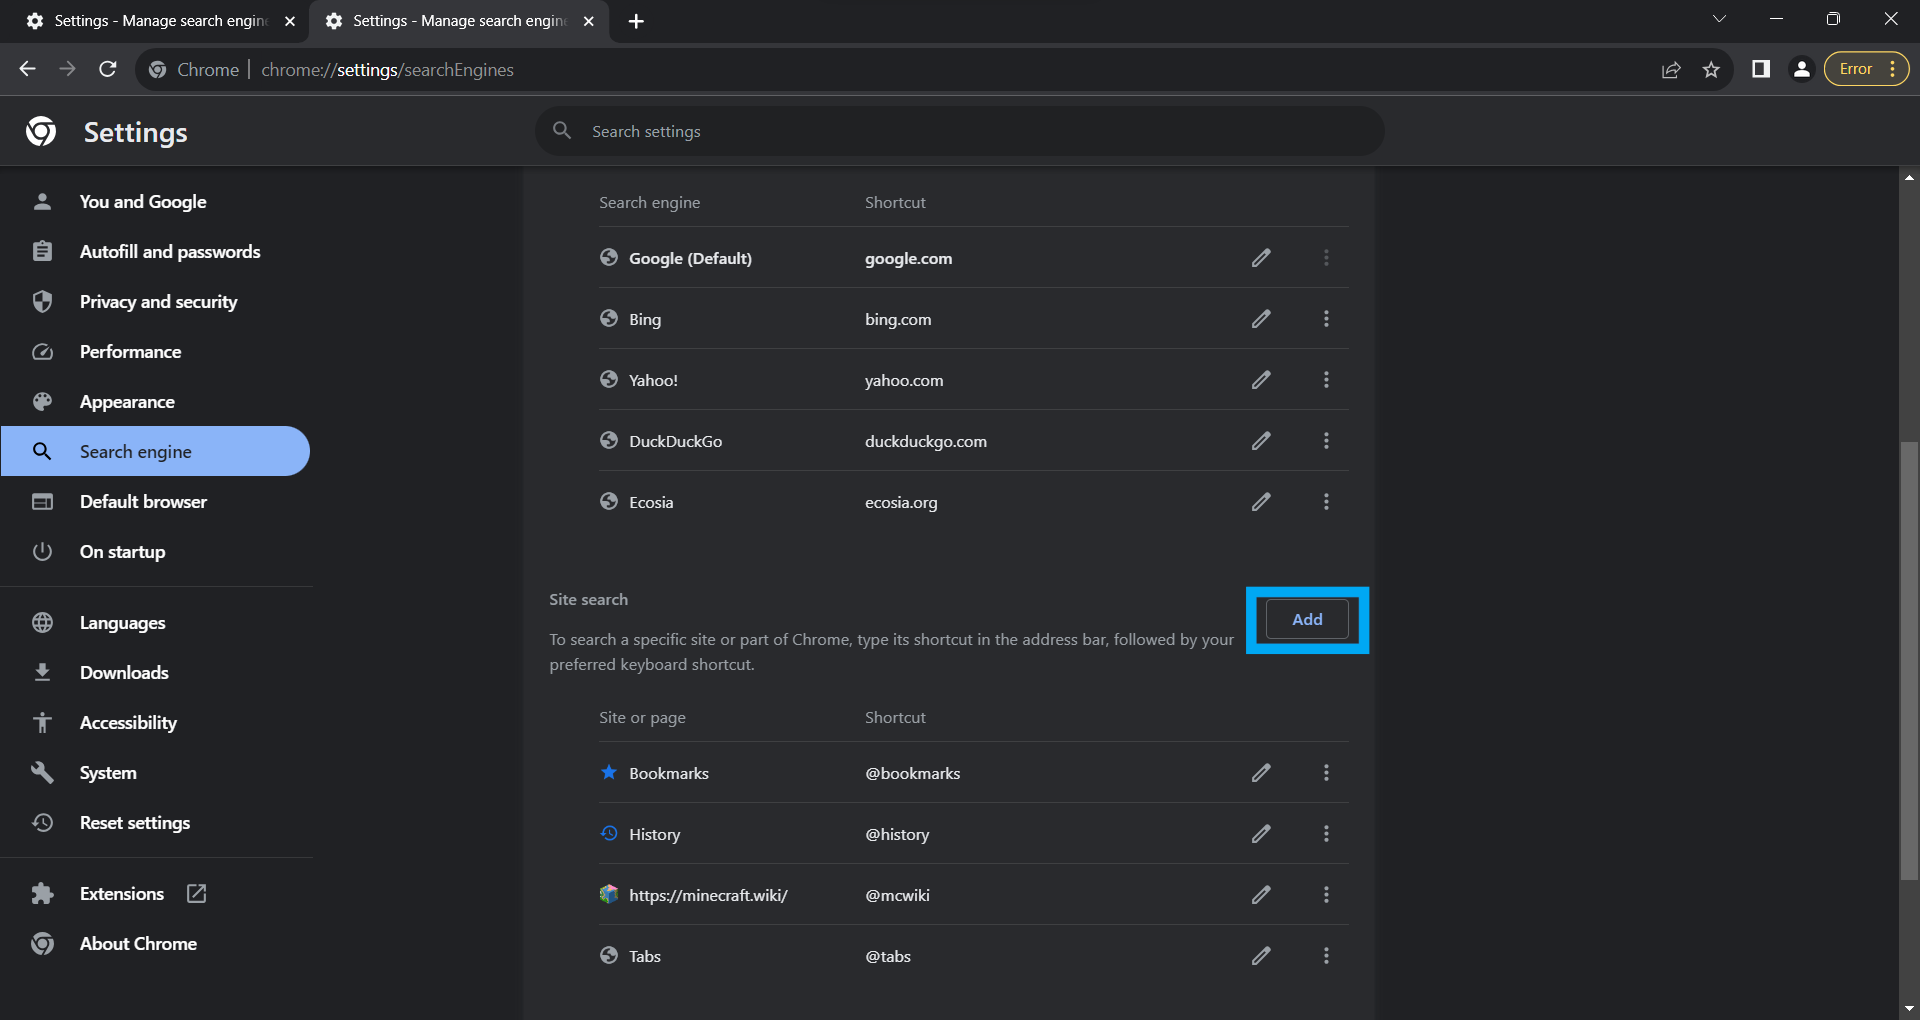 Settings - Manage search engin
Settings - Manage search engin
Chrome
chrome://settings/searchEngines
Error
Settings
Search settings
You and Google
Autofill and passwords
Privacy and security
Performance
Appearance
Search engine
Default browser
On startup
Languages
Downloads
Accessibility
System
Reset settings
Extensions
About Chrome
Search engine Shortcut
Google (Default) google.com
Bing bing.com
Yahoo! yahoo.com
DuckDuckGo duckduckgo.com
Ecosia ecosia.org
Site search
Add
To search a specific site or part of Chrome, type its shortcut in the address bar, followed by your
preferred keyboard shortcut.
Site or page Shortcut
Bookmarks @bookmarks
History @history
https://minecraft.wiki/ @mcwiki
Tabs @tabs